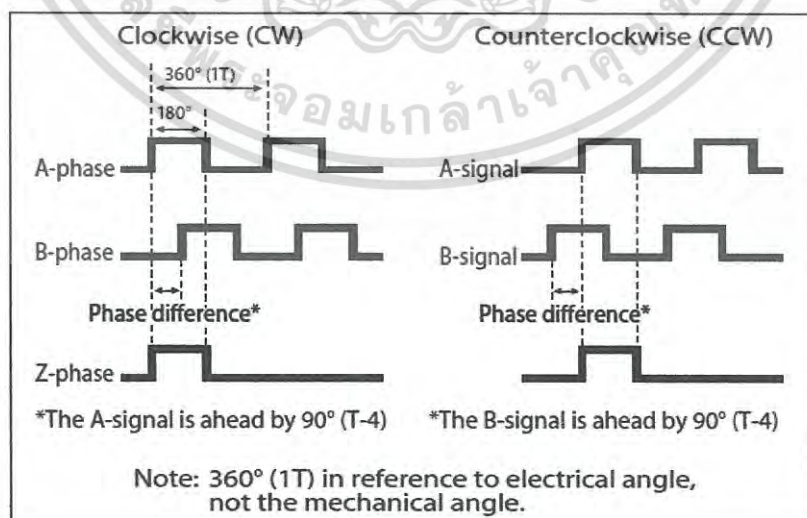 Clockwise (CW)
Counterclockwise (CCW)
360° (1T)
180°
A-phase
A-signal
B-phase
B-signal
Phase difference*
Phase difference*
Z-phase
*The A-signal is ahead by 90° (T-4)
*The B-signal is ahead by 90° (T-4)
Note: 360° (1T) in reference to electrical angle,
not the mechanical angle.